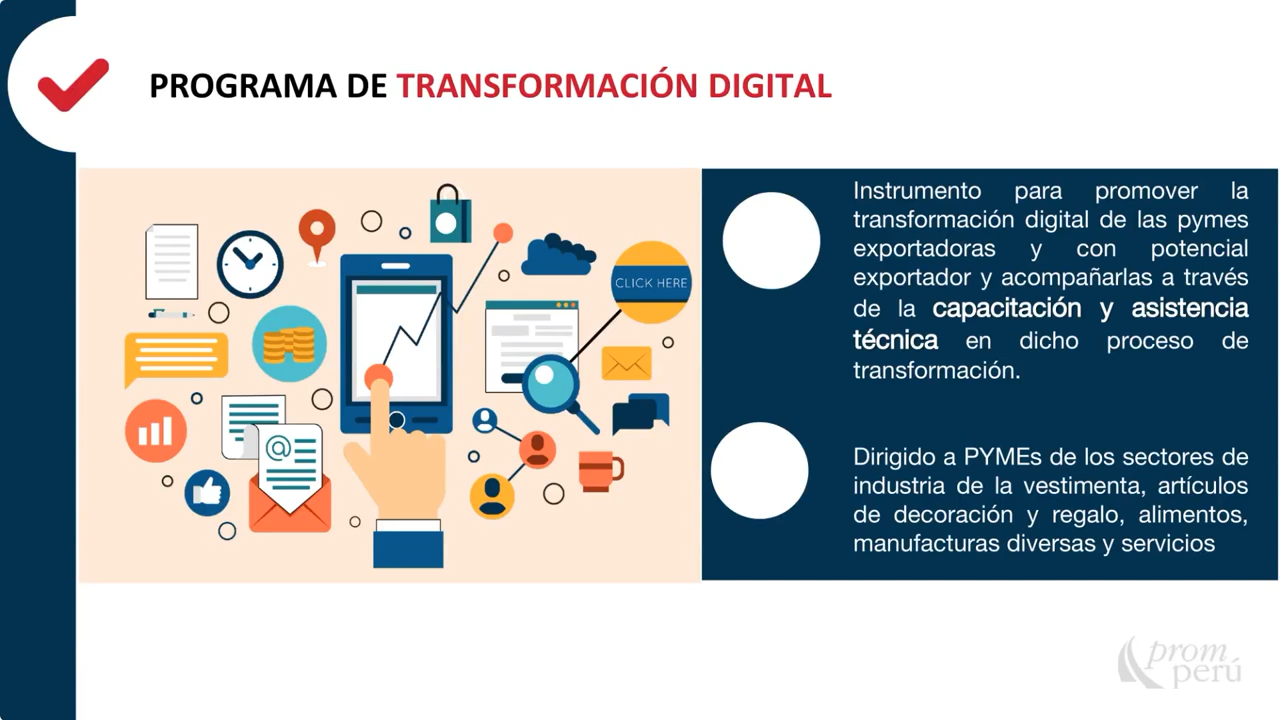 PROGRAMA DE TRANSFORMACIÓN DIGITAL
CLICK HERE
@
Instrumento para promover la
transformación digital de las pymes
exportadoras y con potencial
exportador y acompañarlas a través
de la capacitación y asistencia
técnica en dicho proceso de
transformación.
Dirigido a PYMEs de los sectores de
industria de la vestimenta, artículos
de decoración y regalo, alimentos,
manufacturas diversas y servicios
prom
perú